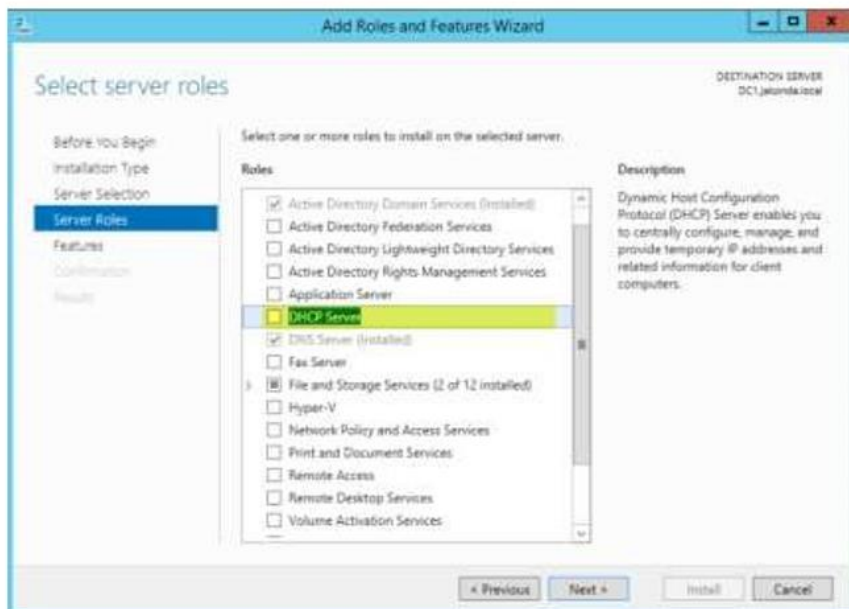 Add Roles and Features Wizard
Select server roles
DESTINATION SERVER
DC1.jakonda.local
Before You Begin
Installation Type
Server Selection
Server Roles
Features
Confirmation
Results
Select one or more roles to install on the selected server.
Roles
Active Directory Domain Services (Installed)
Active Directory Federation Services
Active Directory Lightweight Directory Services
Active Directory Rights Management Services
Application Server
DHCP Server
DNS Server (Installed)
Fax Server
File and Storage Services (2 of 12 installed)
Hyper-V
Network Policy and Access Services
Print and Document Services
Remote Access
Remote Desktop Services
Volume Activation Services
Description
Dynamic Host Configuration
Protocol (DHCP) Server enables you
to centrally configure, manage, and
provide temporary IP addresses and
related information for client
computers.
< Previous
Next >
Install
Cancel